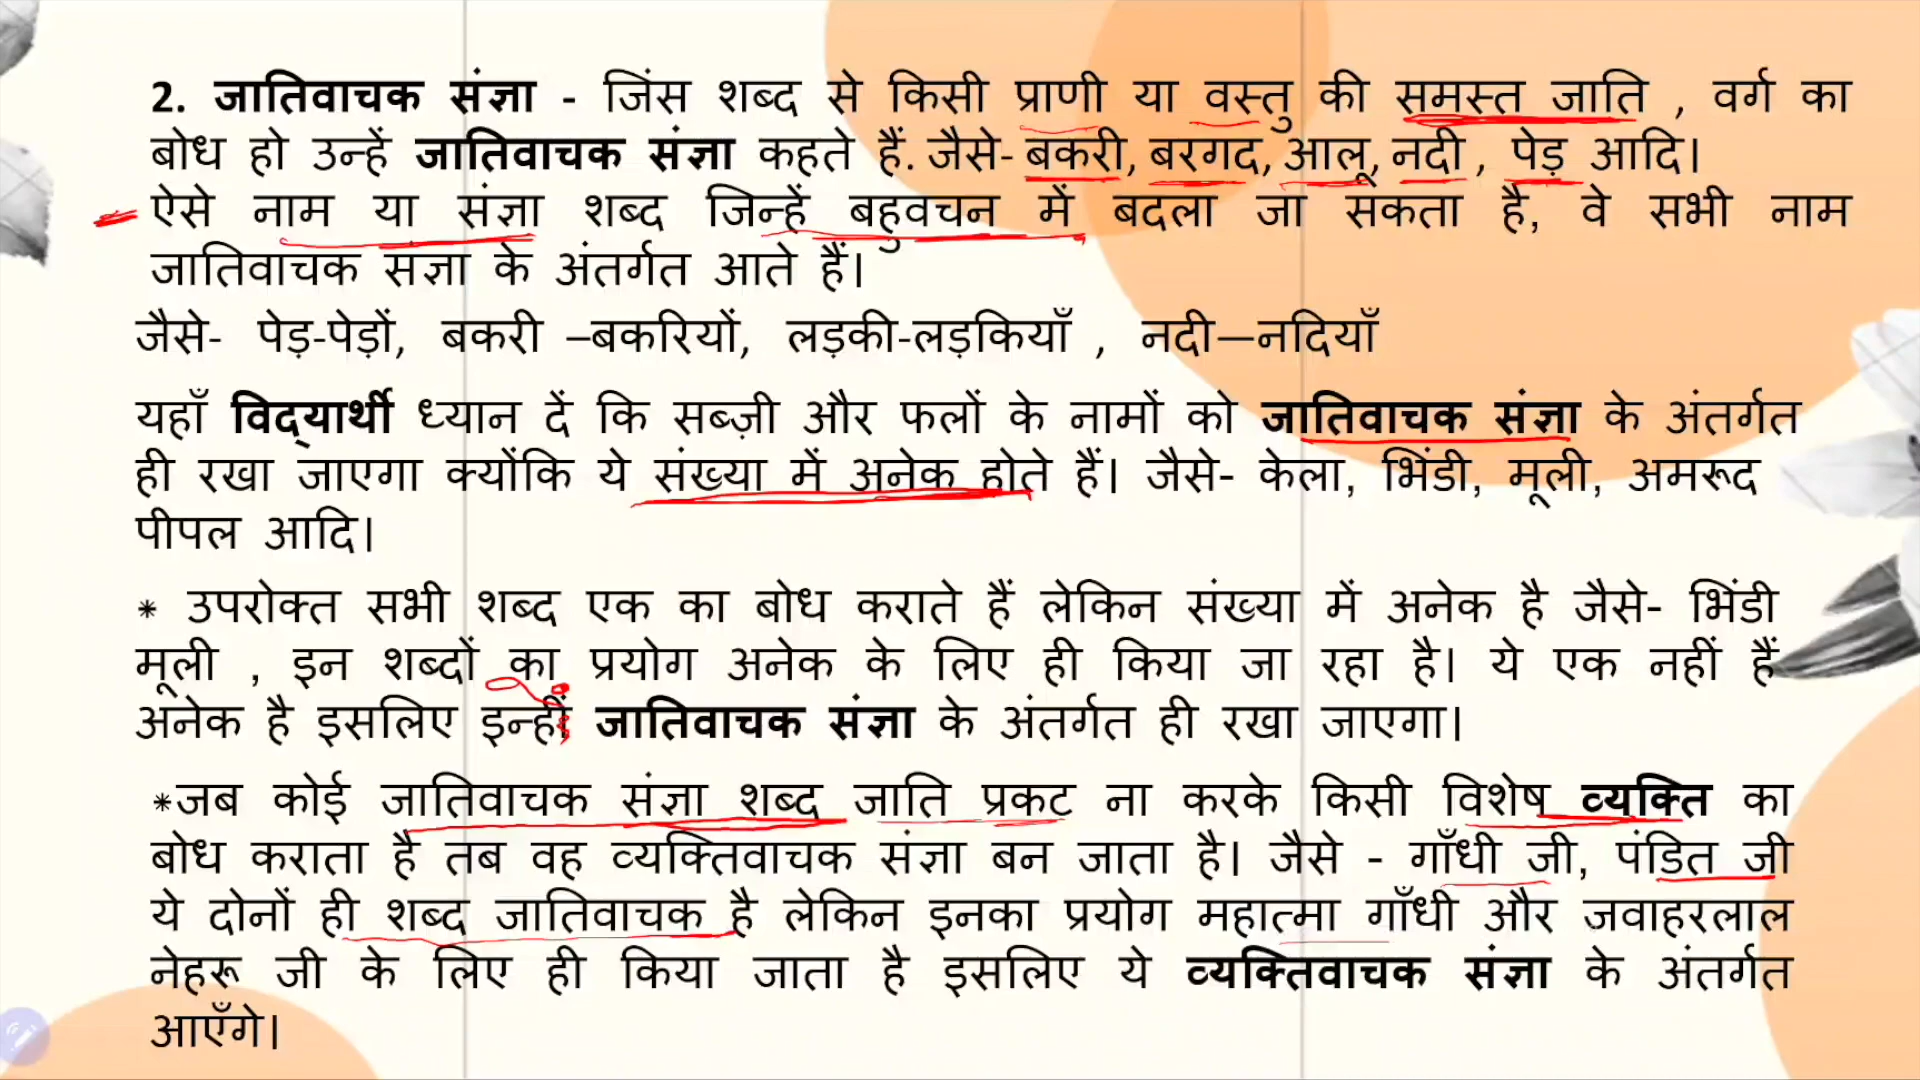 2. जातिवाचक संज्ञा - जिंस शब्द से किसी प्राणी या वस्तु की समस्त जाति , वर्ग का
बोध हो उन्हें जातिवाचक संज्ञा कहते हैं. जैसे- बकरी, बरगद, आलू, नदी , पेड़ आदि।
ऐसे नाम या संज्ञा शब्द जिन्हें बहुवचन में बदला जा सकता है, वे सभी नाम
जातिवाचक संज्ञा के अंतर्गत आते हैं।
जैसे- पेड़-पेड़ों, बकरी –बकरियों, लड़की-लड़कियाँ , नदी—नदियाँ
यहाँ विद्यार्थी ध्यान दें कि सब्ज़ी और फलों के नामों को जातिवाचक संज्ञा के अंतर्गत
ही रखा जाएगा क्योंकि ये संख्या में अनेक होते हैं। जैसे- केला, भिंडी, मूली, अमरूद
पीपल आदि।
* उपरोक्त सभी शब्द एक का बोध कराते हैं लेकिन संख्या में अनेक है जैसे- भिंडी
मूली , इन शब्दों का प्रयोग अनेक के लिए ही किया जा रहा है। ये एक नहीं हैं
अनेक है इसलिए इन्हीं जातिवाचक संज्ञा के अंतर्गत ही रखा जाएगा।
*जब कोई जातिवाचक संज्ञा शब्द जाति प्रकट ना करके किसी विशेष व्यक्ति का
बोध कराता है तब वह व्यक्तिवाचक संज्ञा बन जाता है। जैसे - गाँधी जी, पंडित जी
ये दोनों ही शब्द जातिवाचक है लेकिन इनका प्रयोग महात्मा गाँधी और जवाहरलाल
नेहरू जी के लिए ही किया जाता है इसलिए ये व्यक्तिवाचक संज्ञा के अंतर्गत
आएँगे।